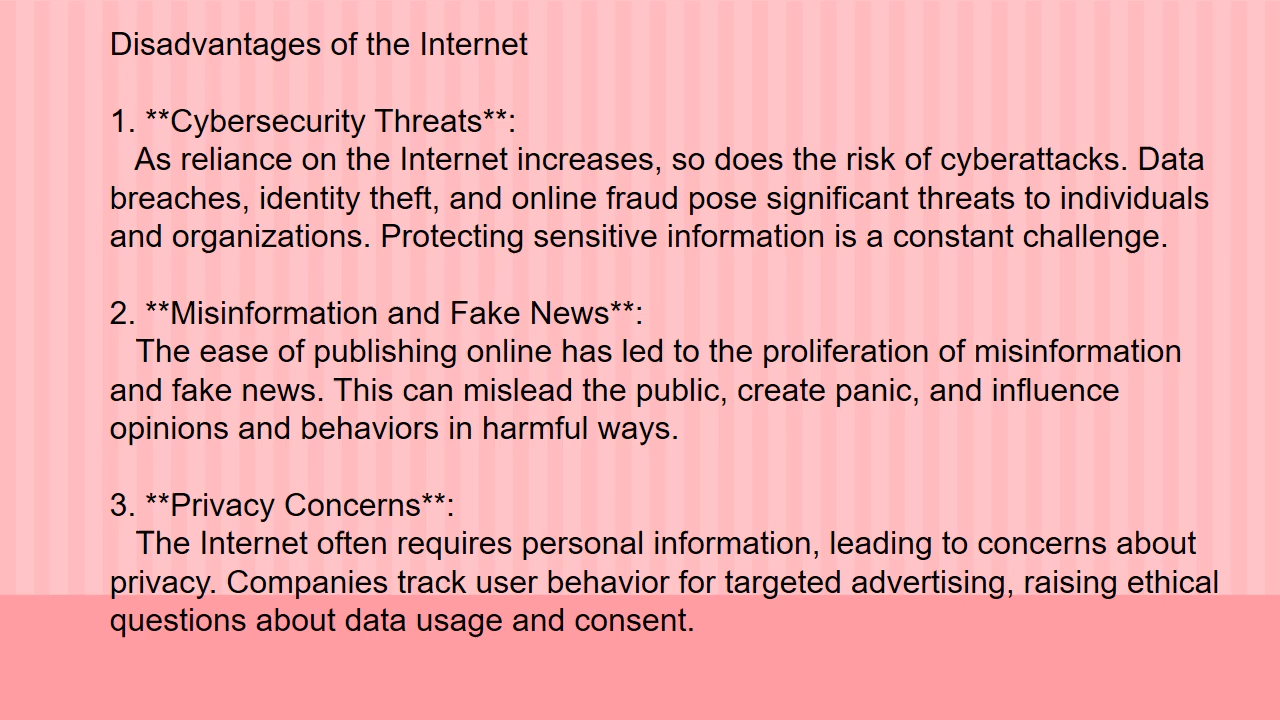 Disadvantages of the Internet
1. **Cybersecurity Threats**:
As reliance on the Internet increases, so does the risk of cyberattacks. Data
breaches, identity theft, and online fraud pose significant threats to individuals
and organizations. Protecting sensitive information is a constant challenge.
2. **Misinformation and Fake News**:
The ease of publishing online has led to the proliferation of misinformation
and fake news. This can mislead the public, create panic, and influence
opinions and behaviors in harmful ways.
3. **Privacy Concerns**:
The Internet often requires personal information, leading to concerns about
privacy. Companies track user behavior for targeted advertising, raising ethical
questions about data usage and consent.